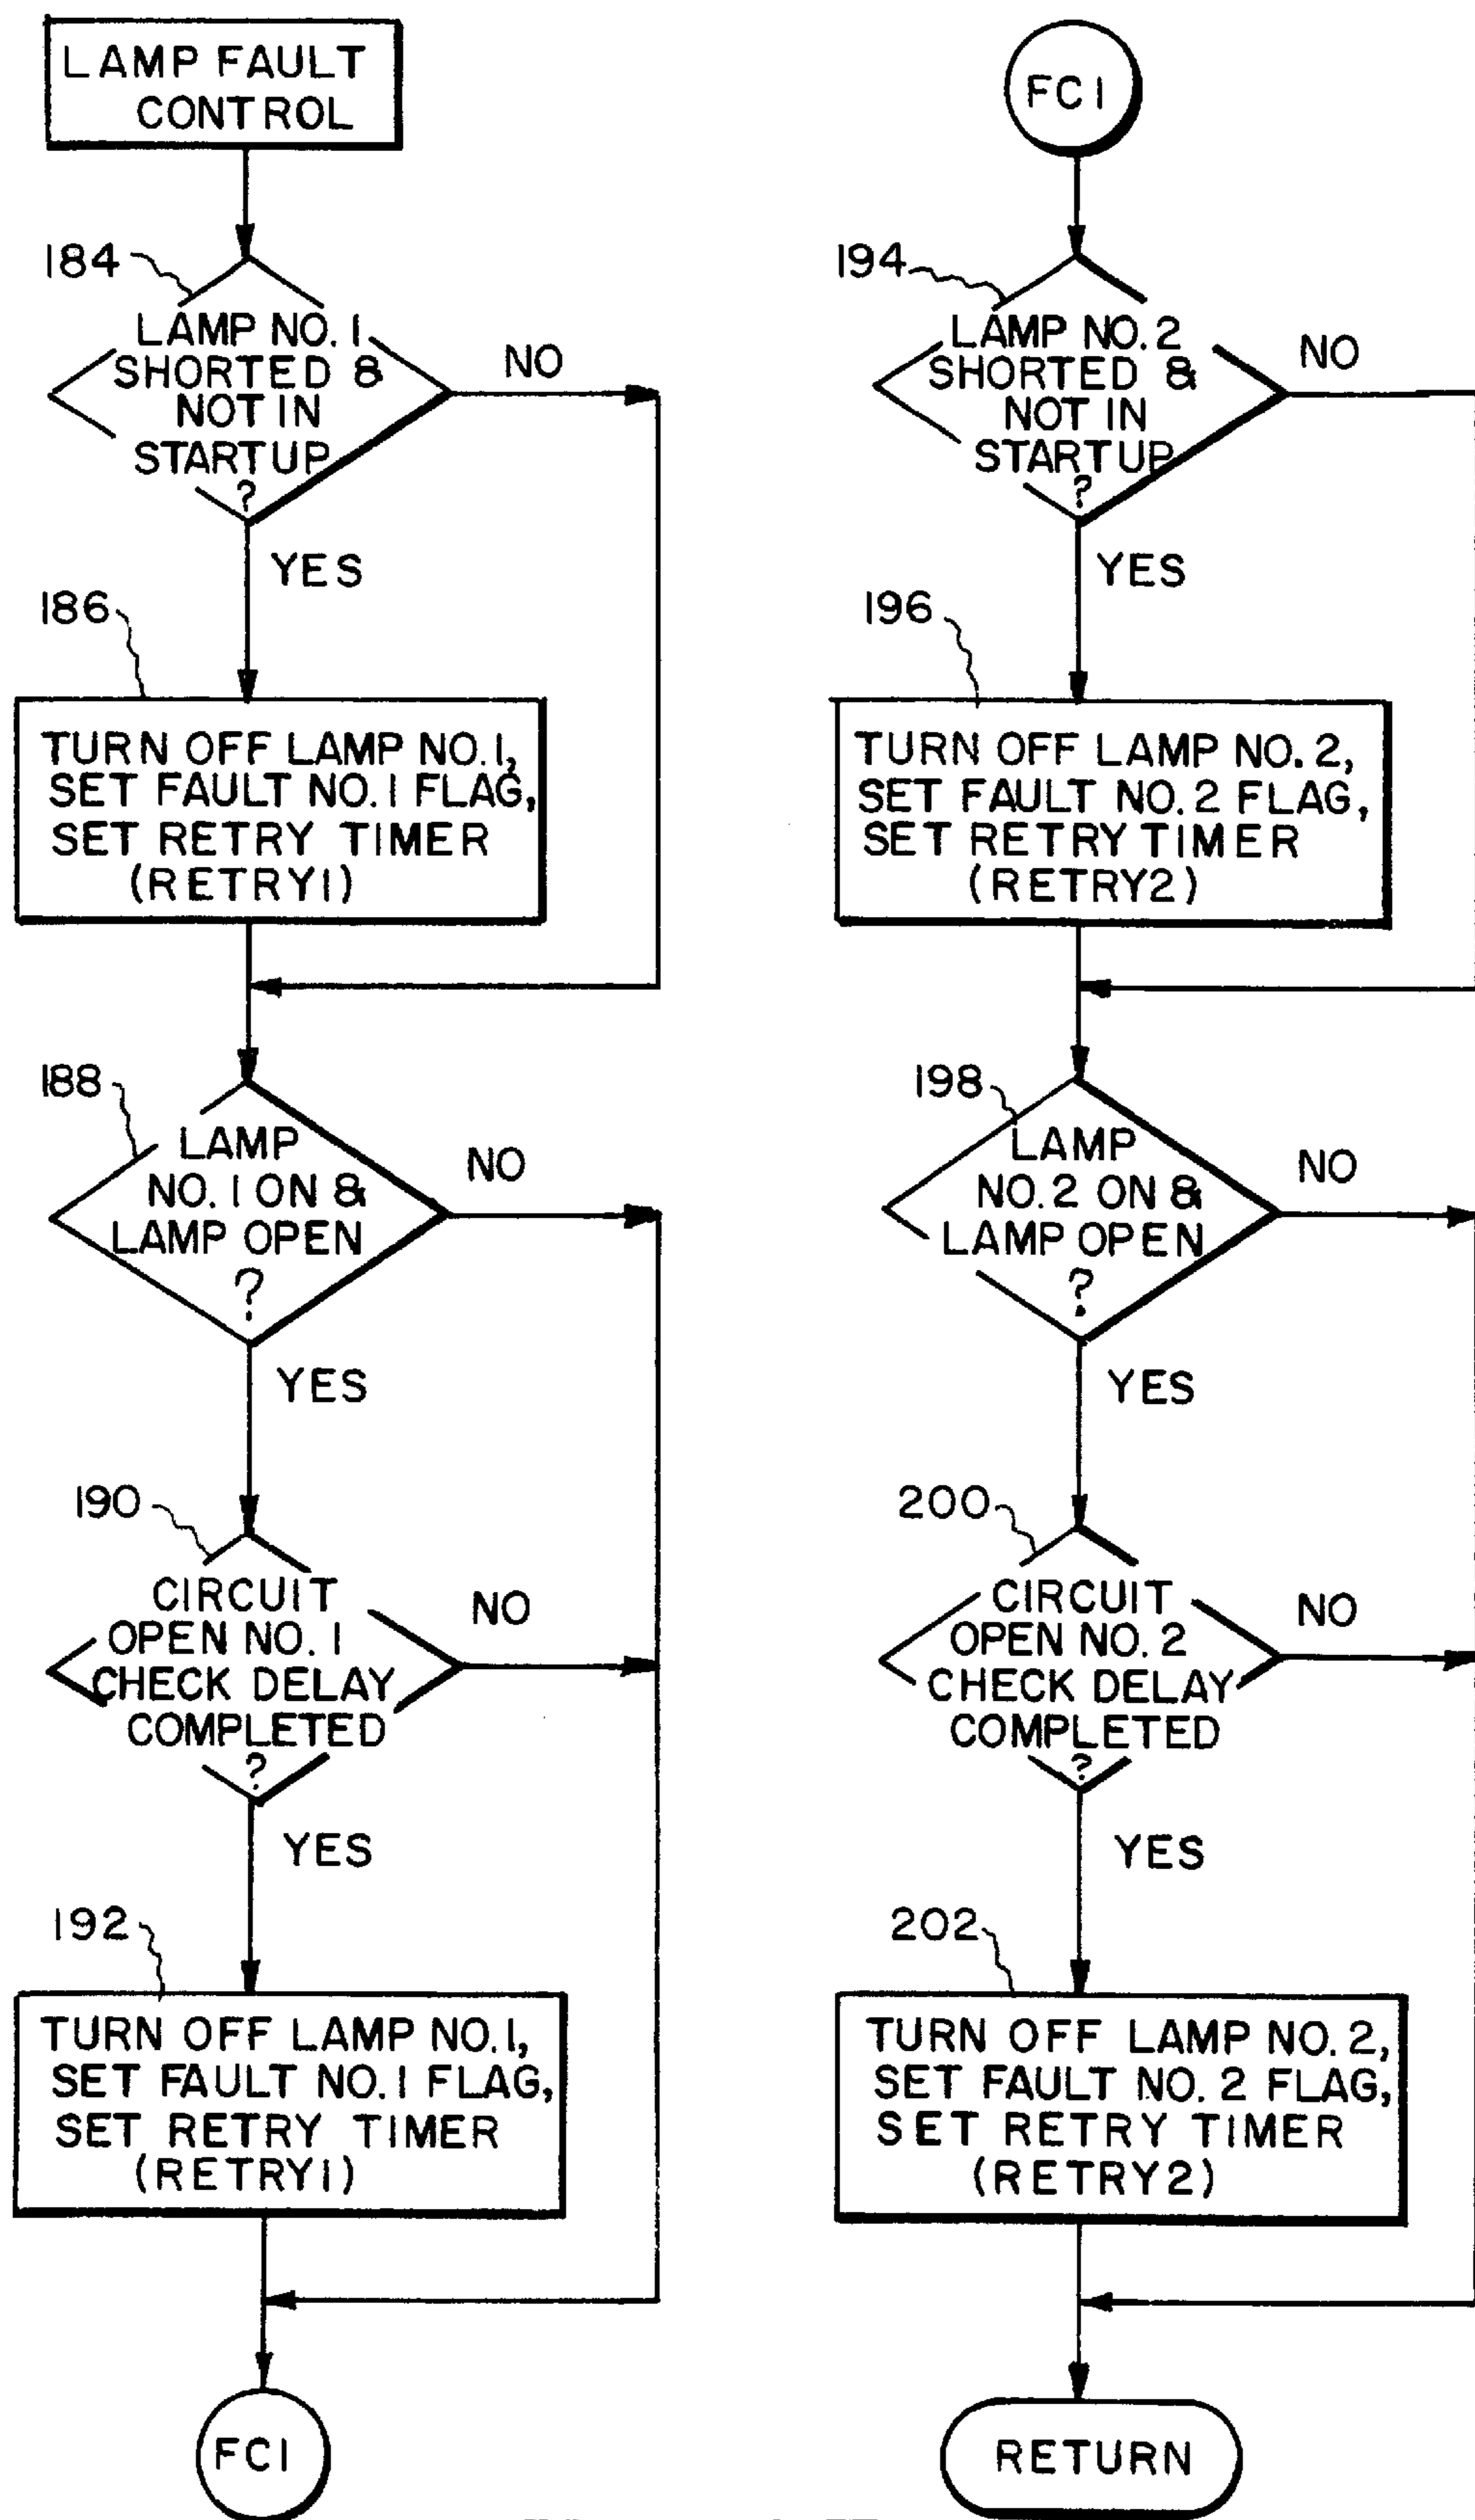 LAMP FAULT
CONTROL
184
LAMP NO. 1
SHORTED &
NOT IN
STARTUP
?
NO
YES
186
TURN OFF LAMP NO. 1,
SET FAULT NO. 1 FLAG,
SET RETRY TIMER
(RETRY1)
188
LAMP
NO. 1 ON &
LAMP OPEN
?
NO
YES
190
CIRCUIT
OPEN NO. 1
CHECK DELAY
COMPLETED
?
NO
YES
192
TURN OFF LAMP NO. 1,
SET FAULT NO. 1 FLAG,
SET RETRY TIMER
(RETRY1)
FC1
FC1
194
LAMP NO. 2
SHORTED &
NOT IN
STARTUP
?
NO
YES
196
TURN OFF LAMP NO. 2,
SET FAULT NO. 2 FLAG,
SET RETRY TIMER
(RETRY2)
198
LAMP
NO. 2 ON &
LAMP OPEN
?
NO
YES
200
CIRCUIT
OPEN NO. 2
CHECK DELAY
COMPLETED
?
NO
YES
202
TURN OFF LAMP NO. 2,
SET FAULT NO. 2 FLAG,
SET RETRY TIMER
(RETRY2)
RETURN